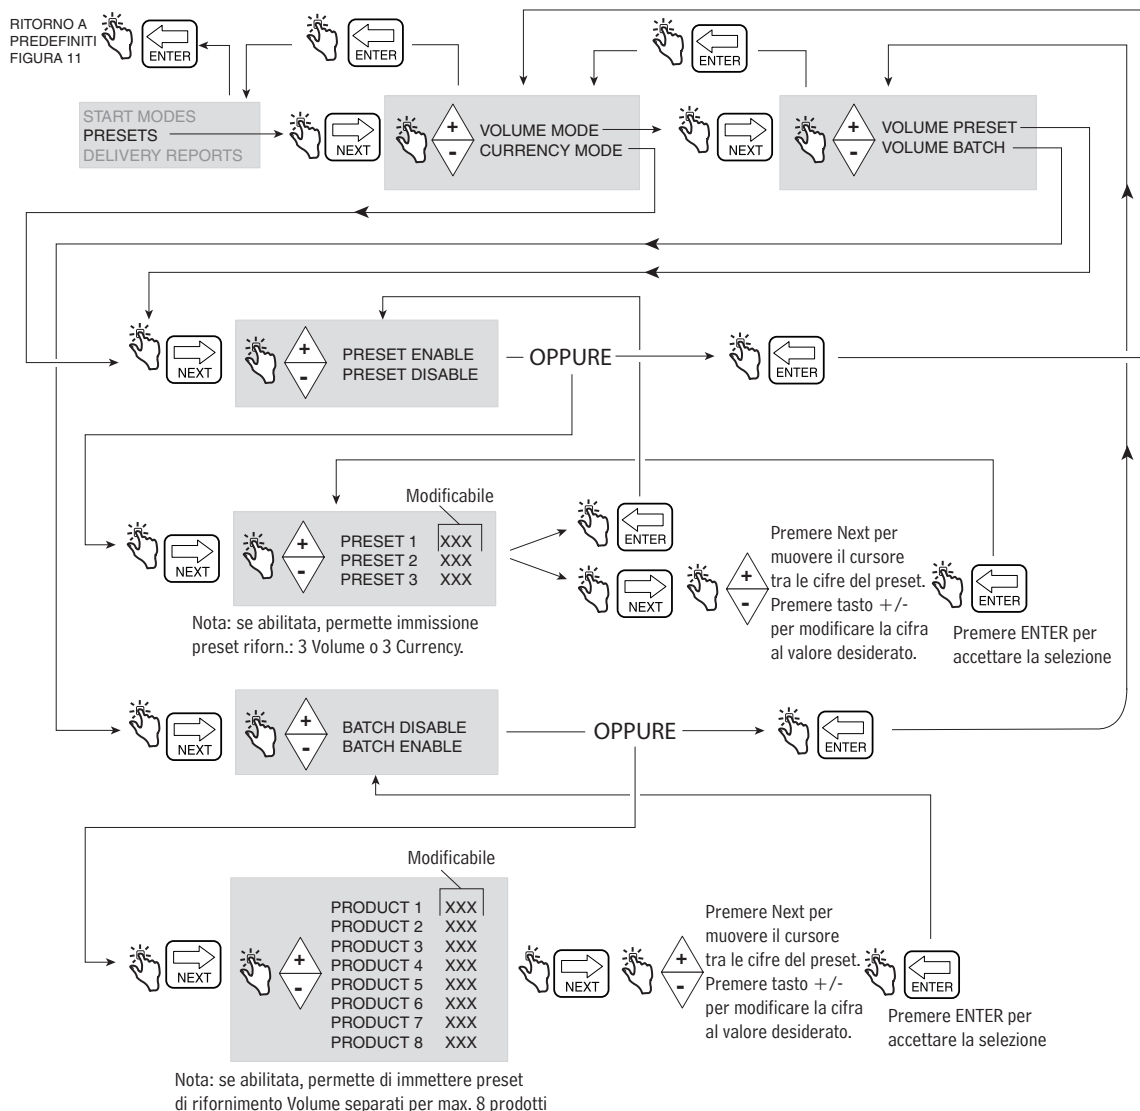 RITORNO A
PREDEFINITI
FIGURA 11
ENTER
ENTER
ENTER
START MODES
PRESETS
DELIVERY REPORTS
NEXT
+
-
VOLUME MODE
CURRENCY MODE
NEXT
+
-
VOLUME PRESET
VOLUME BATCH
NEXT
+
-
PRESET ENABLE
PRESET DISABLE
OPPURE
ENTER
Modificabile
NEXT
+
-
PRESET 1 XXX
PRESET 2 XXX
PRESET 3 XXX
ENTER
NEXT
+
-
Premere Next per
muovere il cursore
tra le cifre del preset.
Premere tasto +/-
per modificare la cifra
al valore desiderato.
ENTER
Premere ENTER per
accettare la selezione
Nota: se abilitata, permette immissione
preset riforn.: 3 Volume o 3 Currency.
NEXT
+
-
BATCH DISABLE
BATCH ENABLE
OPPURE
ENTER
Modificabile
NEXT
+
-
PRODUCT 1 XXX
PRODUCT 2 XXX
PRODUCT 3 XXX
PRODUCT 4 XXX
PRODUCT 5 XXX
PRODUCT 6 XXX
PRODUCT 7 XXX
PRODUCT 8 XXX
NEXT
+
-
Premere Next per
muovere il cursore
tra le cifre del preset.
Premere tasto +/-
per modificare la cifra
al valore desiderato.
ENTER
Premere ENTER per
accettare la selezione
Nota: se abilitata, permette di immettere preset
di rifornimento Volume separati per max. 8 prodotti